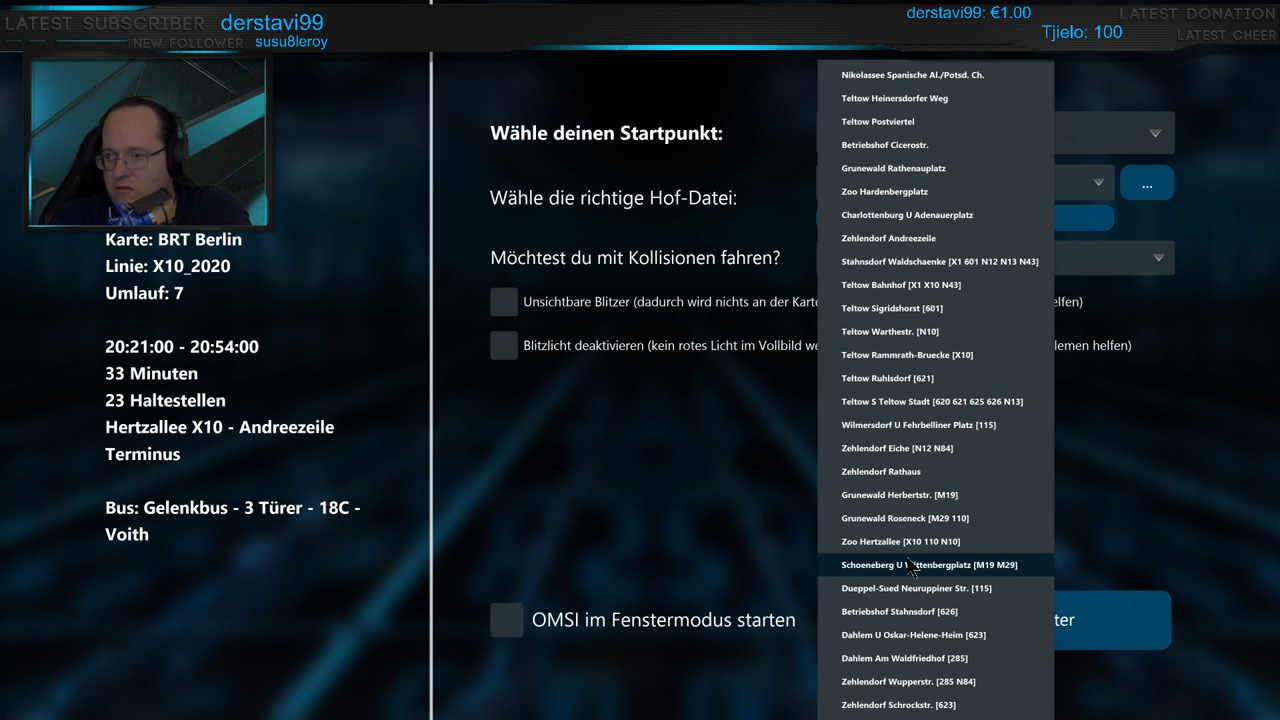 LATEST SUBSCRIBER
derstavi99
NEW FOLLOWER
susu8leroy
derstavi99: €1.00
LATEST DONATION
Tjielo: 100
LATEST CHEER
Karte: BRT Berlin
Linie: X10_2020
Umlauf: 7
20:21:00 - 20:54:00
33 Minuten
23 Haltestellen
Hertzallee X10 - Andreezeile
Terminus
Bus: Gelenkbus - 3 Türer - 18C -
Voith
Wähle deinen Startpunkt:
Wähle die richtige Hof-Datei:
...
Möchtest du mit Kollisionen fahren?
Unsichtbare Blitzer (dadurch wird nichts an der Karte
elfen)
Blitzlicht deaktivieren (kein rotes Licht im Vollbild
lemen helfen)
OMSI im Fenstermodus starten
ter
Nikolassee Spanische Al./Potsd. Ch.
Teltow Heinersdorfer Weg
Teltow Postviertel
Betriebshof Cicerostr.
Grunewald Rathenauplatz
Zoo Hardenbergplatz
Charlottenburg U Adenauerplatz
Zehlendorf Andreezeile
Stahnsdorf Waldschaenke [X1 601 N12 N13 N43]
Teltow Bahnhof [X1 X10 N43]
Teltow Sigridshorst [601]
Teltow Warthestr. [N10]
Teltow Rammrath-Bruecke [X10]
Teltow Ruhlsdorf [621]
Teltow S Teltow Stadt [620 621 625 626 N13]
Wilmersdorf U Fehrbelliner Platz [115]
Zehlendorf Eiche [N12 N84]
Zehlendorf Rathaus
Grunewald Herbertstr. [M19]
Grunewald Roseneck [M29 110]
Zoo Hertzallee [X10 110 N10]
Schoeneberg U Wittenbergplatz [M19 M29]
Dueppel-Sued Neuruppiner Str. [115]
Betriebshof Stahnsdorf [626]
Dahlem U Oskar-Helene-Heim [623]
Dahlem Am Waldfriedhof [285]
Zehlendorf Wupperstr. [285 N84]
Zehlendorf Schrockstr. [623]